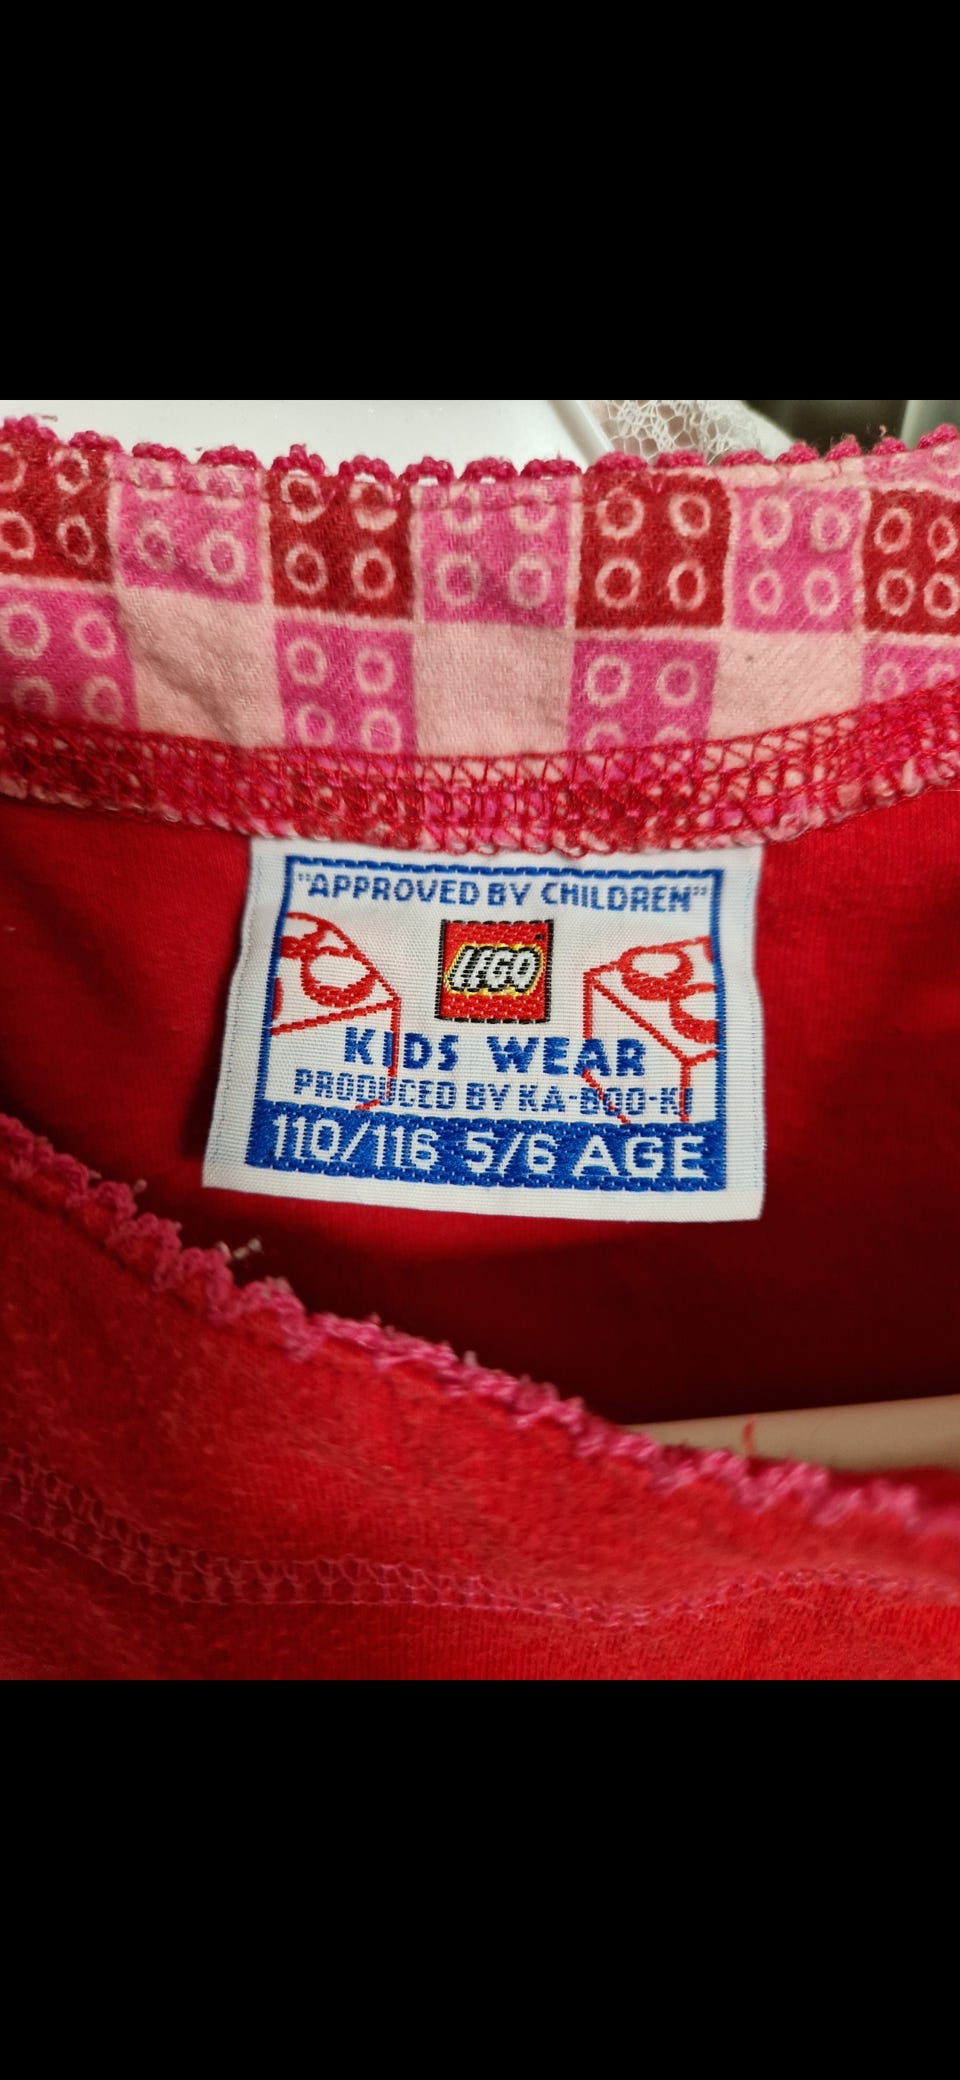 "APPROVED BY CHILDREN"
LEGO
KIDS WEAR
PRODUCED BY KA-BOO-KI
110/116 5/6 AGE